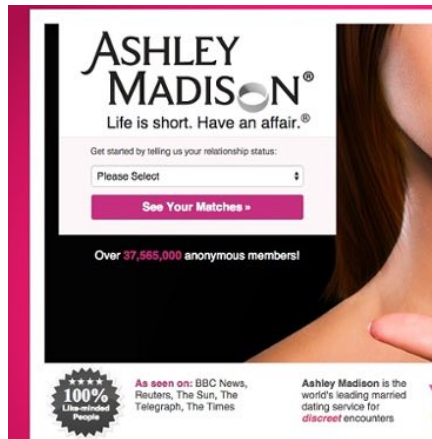 ASHLEY
MADISON®
Life is short. Have an affair.®
Get started by telling us your relationship status:
Please Select
See Your Matches »
Over 37,565,000 anonymous members!
100%
Like-minded
People
As seen on: BBC News,
Reuters, The Sun, The
Telegraph, The Times
Ashley Madison is the
world's leading married
dating service for
discreet encounters